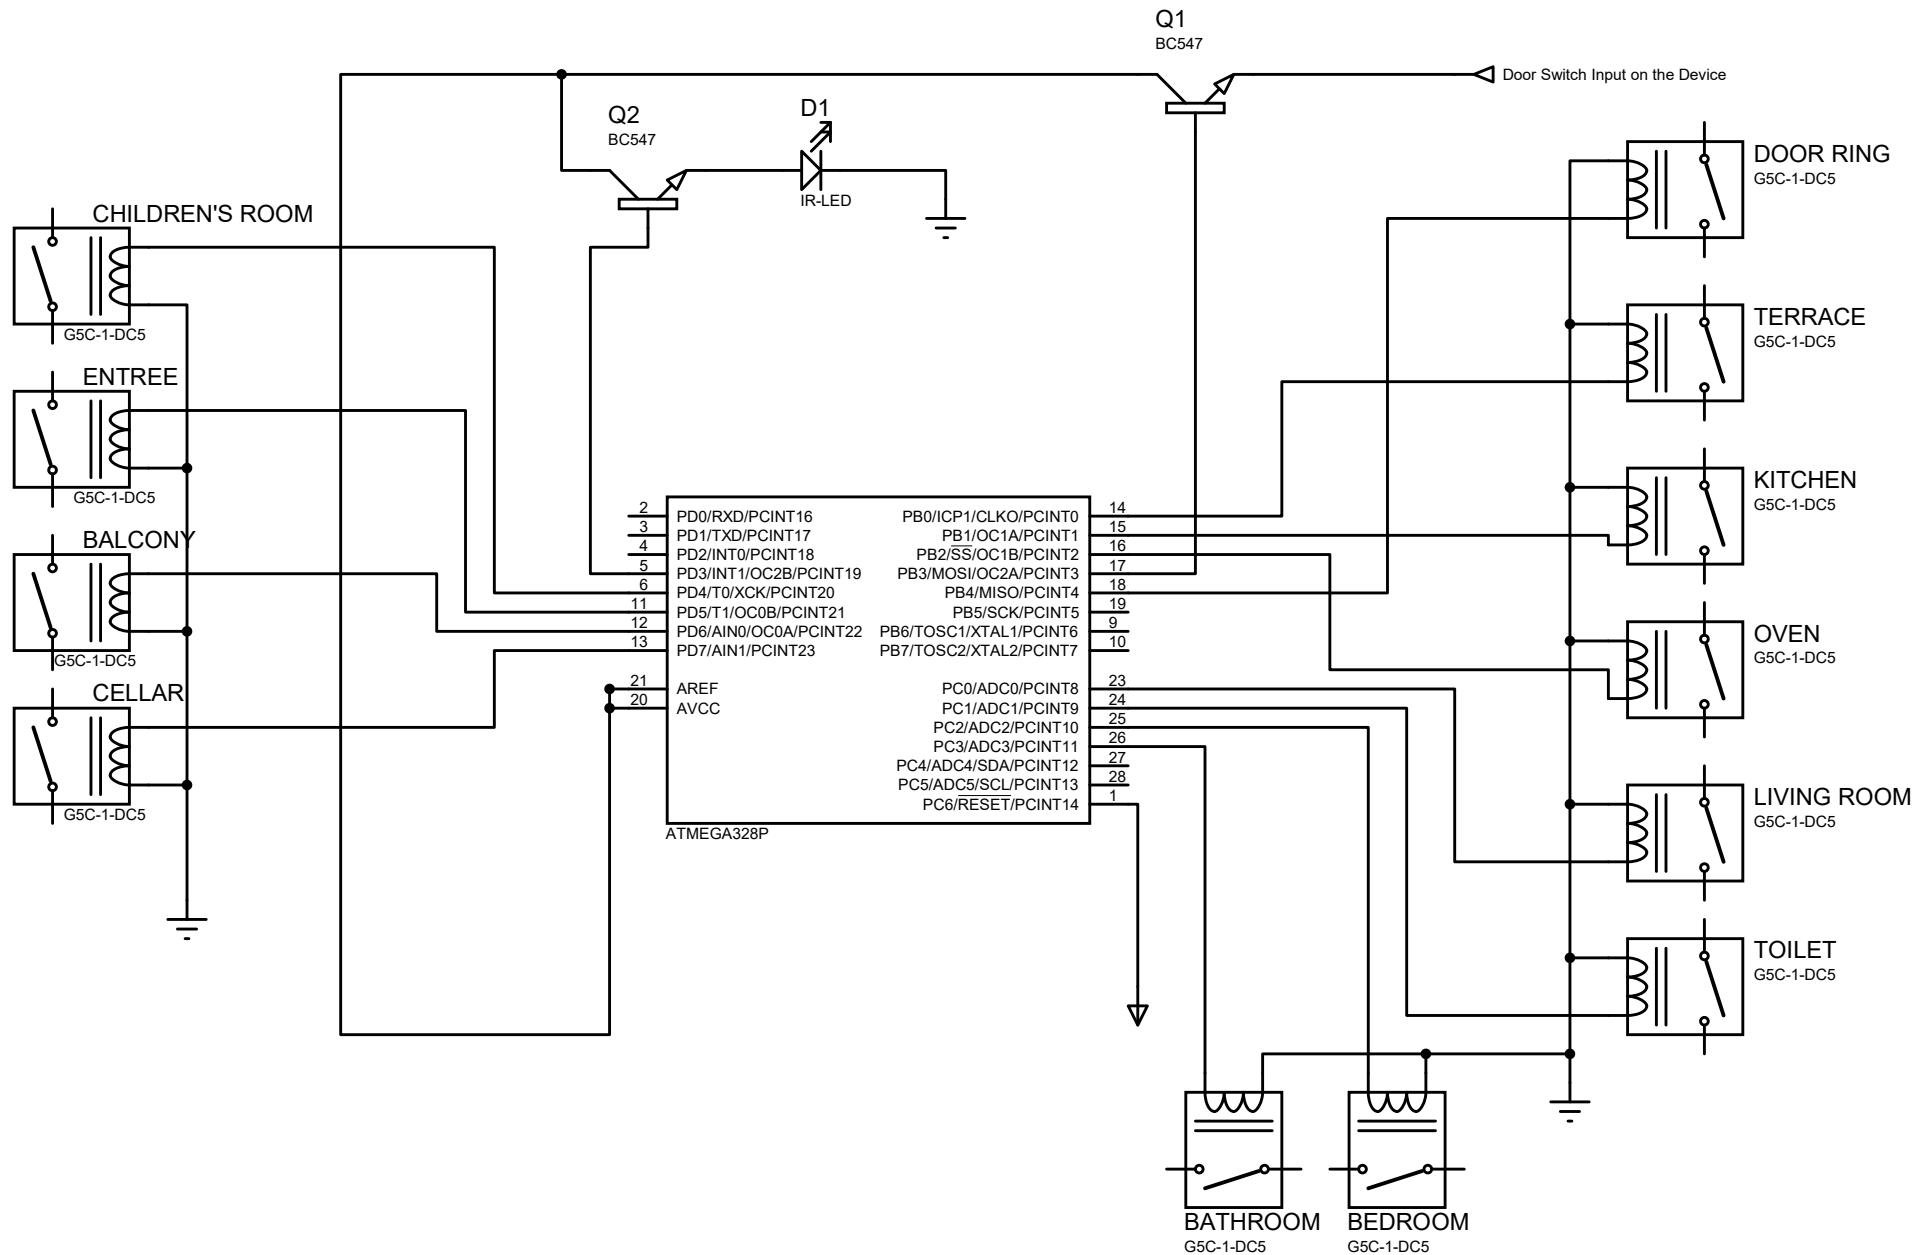 Q1
BC547
Door Switch Input on the Device
Q2
BC547
D1
IR-LED
CHILDREN'S ROOM
G5C-1-DC5
ENTREE
G5C-1-DC5
BALCONY
G5C-1-DC5
CELLAR
G5C-1-DC5
2 PD0/RXD/PCINT16
3 PD1/TXD/PCINT17
4 PD2/INT0/PCINT18
5 PD3/INT1/OC2B/PCINT19
6 PD4/T0/XCK/PCINT20
11 PD5/T1/OC0B/PCINT21
12 PD6/AIN0/OC0A/PCINT22
13 PD7/AIN1/PCINT23
21 AREF
20 AVCC
PB0/ICP1/CLKO/PCINT0 14
PB1/OC1A/PCINT1 15
PB2/SS/OC1B/PCINT2 16
PB3/MOSI/OC2A/PCINT3 17
PB4/MISO/PCINT4 18
PB5/SCK/PCINT5 19
PB6/TOSC1/XTAL1/PCINT6 9
PB7/TOSC2/XTAL2/PCINT7 10
PC0/ADC0/PCINT8 23
PC1/ADC1/PCINT9 24
PC2/ADC2/PCINT10 25
PC3/ADC3/PCINT11 26
PC4/ADC4/SDA/PCINT12 27
PC5/ADC5/SCL/PCINT13 28
PC6/RESET/PCINT14 1
ATMEGA328P
DOOR RING
G5C-1-DC5
TERRACE
G5C-1-DC5
KITCHEN
G5C-1-DC5
OVEN
G5C-1-DC5
LIVING ROOM
G5C-1-DC5
TOILET
G5C-1-DC5
BATHROOM
G5C-1-DC5
BEDROOM
G5C-1-DC5